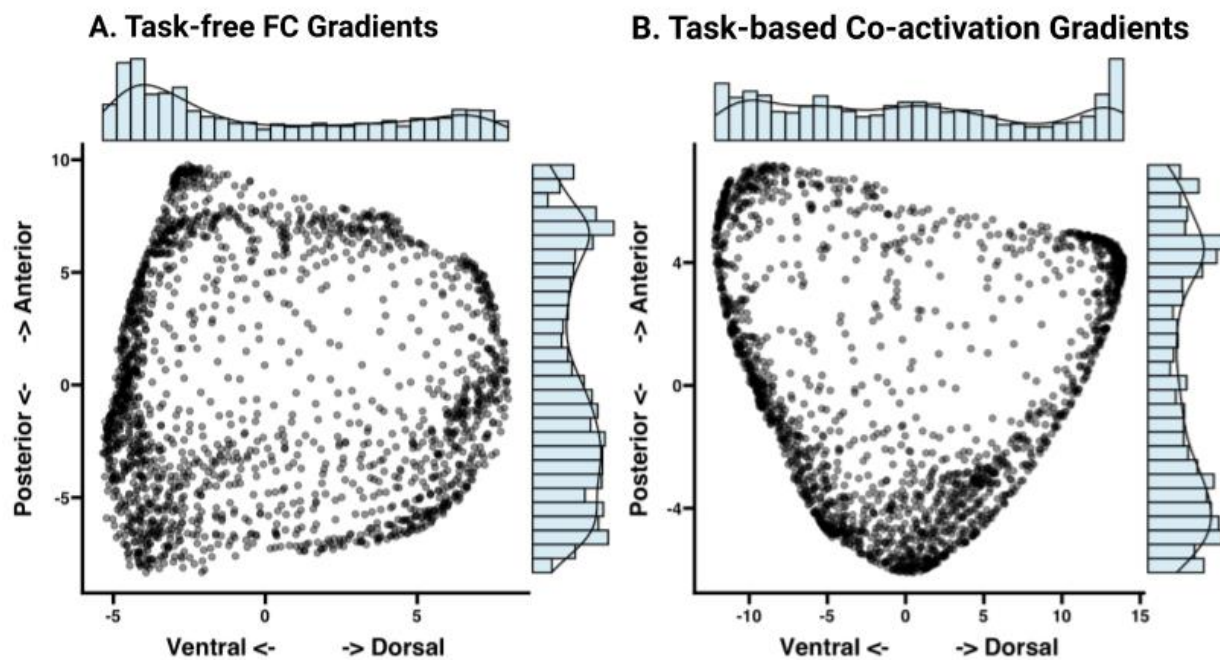 A. Task-free FC Gradients
B. Task-based Co-activation Gradients
10
5
0
-5
Posterior <- -> Anterior
-5 0 5
Ventral <- -> Dorsal
4
0
-4
Posterior <- -> Anterior
-10 -5 0 5 10 15
Ventral <- -> Dorsal